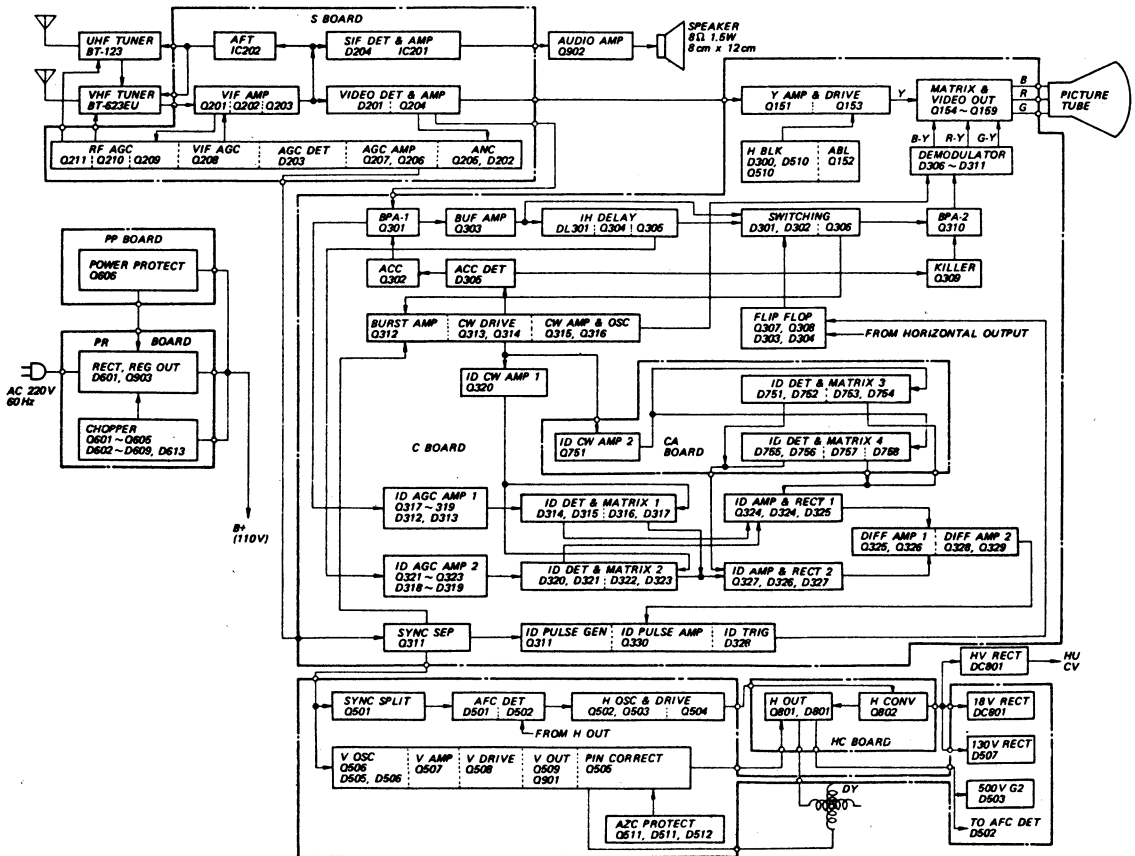 S BOARD
UHF TUNER
BT-123
AFT
IC202
SIF DET & AMP
D204 IC201
AUDIO AMP
Q902
SPEAKER
8Ω 1.5W
8cm x 12cm
VHF TUNER
BT-623EU
VIF AMP
Q201 Q202 Q203
VIDEO DET & AMP
D201 Q204
Y AMP & DRIVE
Q151 Q153
Y
MATRIX &
VIDEO OUT
Q154 ~ Q159
B
R
G
PICTURE
TUBE
RF AGC
Q211 Q210 Q209
VIF AGC
Q208
AGC DET
D203
AGC AMP
Q207, Q206
ANC
Q205, D202
H BLK
D300, D510
Q510
ABL
Q152
B-Y R-Y G-Y
DEMODULATOR
D306 ~ D311
BPA-1
Q301
BUF AMP
Q303
IH DELAY
DL301 Q304 Q305
SWITCHING
D301, D302 Q306
BPA-2
Q310
PP BOARD
POWER PROTECT
Q606
ACC
Q302
ACC DET
D305
KILLER
Q309
BURST AMP
Q312
CW DRIVE
Q313, Q314
CW AMP & OSC
Q315, Q316
FLIP FLOP
Q307, Q308
D303, D304
FROM HORIZONTAL OUTPUT
PR BOARD
RECT, REG OUT
D601, Q903
AC 220V
60 Hz
CHOPPER
Q601 ~ Q605
D602 ~ D609, D613
B+
(110V)
ID CW AMP 1
Q320
ID DET & MATRIX 3
D751, D752 D753, D754
C BOARD
ID CW AMP 2
Q751
CA
BOARD
ID DET & MATRIX 4
D755, D756 D757 D758
ID AGC AMP 1
Q317 ~ 319
D312, D313
ID DET & MATRIX 1
D314, D315 D316, D317
ID AMP & RECT 1
Q324, D324, D325
DIFF AMP 1
Q325, Q326
DIFF AMP 2
Q328, Q329
ID AGC AMP 2
Q321 ~ Q323
D318 ~ D319
ID DET & MATRIX 2
D320, D321 D322, D323
ID AMP & RECT 2
Q327, D326, D327
SYNC SEP
Q311
ID PULSE GEN
Q311
ID PULSE AMP
Q330
ID TRIG
D328
HV RECT
DC801
HU
CV
SYNC SPLIT
Q501
AFC DET
D501 D502
H OSC & DRIVE
Q502, Q503 Q504
FROM H OUT
H OUT
Q801, D801
H CONV
Q802
HC BOARD
18V RECT
DC801
130V RECT
D507
500V G2
D503
TO AFC DET
D502
V OSC
Q506
D505, D506
V AMP
Q507
V DRIVE
Q508
V OUT
Q509
Q901
PIN CORRECT
Q505
AZC PROTECT
Q511, D511, D512
DY